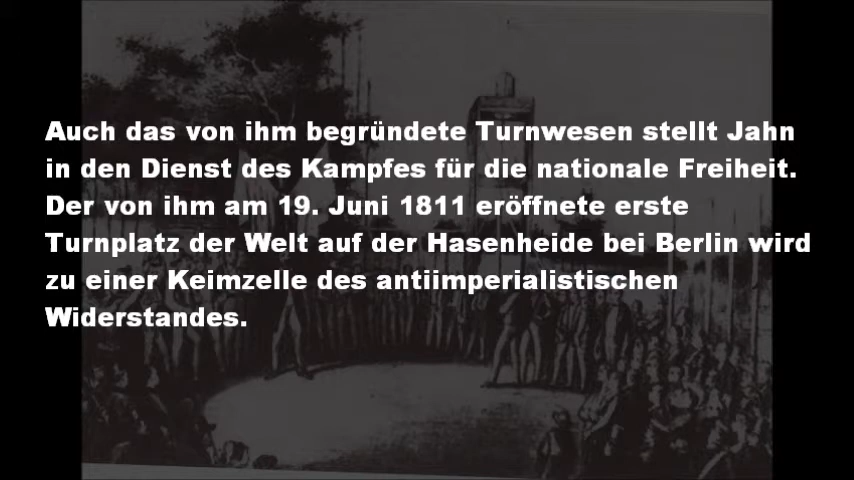 Auch das von ihm begründete Turnwesen stellt Jahn
in den Dienst des Kampfes für die nationale Freiheit.
Der von ihm am 19. Juni 1811 eröffnete erste
Turnplatz der Welt auf der Hasenheide bei Berlin wird
zu einer Keimzelle des antiimperialistischen
Widerstandes.